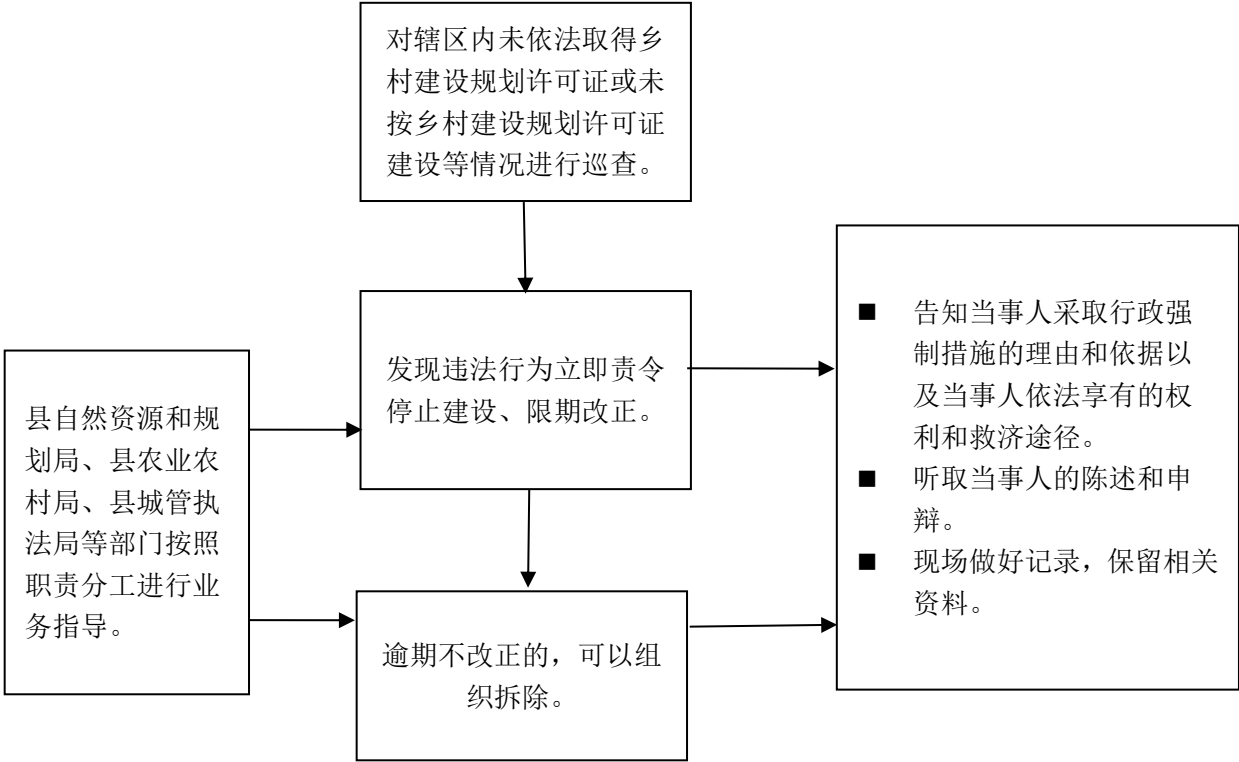 对辖区内未依法取得乡
村建设规划许可证或未
按乡村建设规划许可证
建设等情况进行巡查。
发现违法行为立即责令
停止建设、限期改正。
县自然资源和规
划局、县农业农
村局、县城管执
法局等部门按照
职责分工进行业
务指导。
逾期不改正的，可以组
织拆除。
■ 告知当事人采取行政强
制措施的理由和依据以
及当事人依法享有的权
利和救济途径。
■ 听取当事人的陈述和申
辩。
■ 现场做好记录，保留相关
资料。